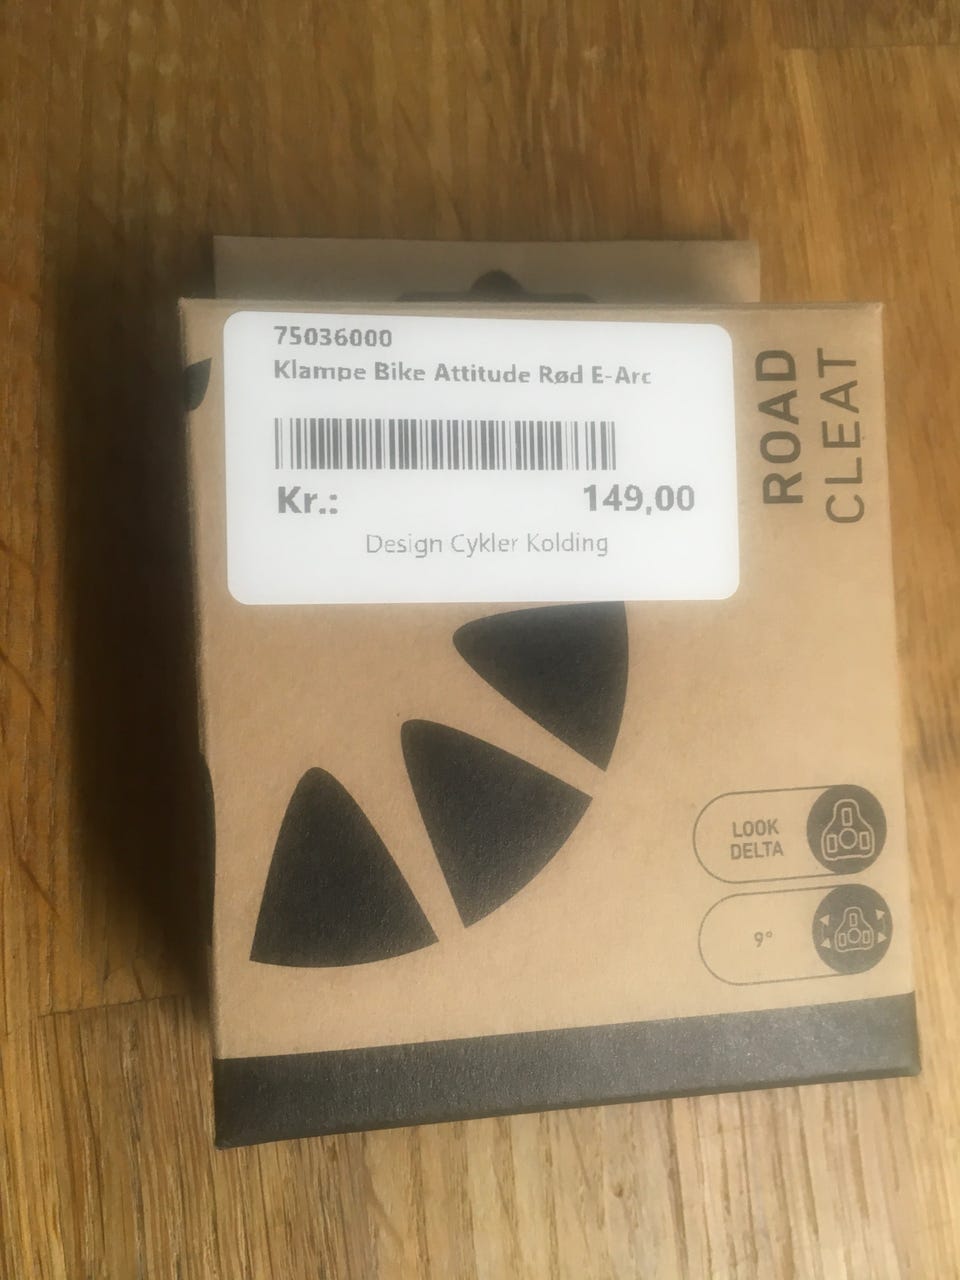 75036000
Klampe Bike Attitude Rød E-Arc
Kr.: 149,00
Design Cykler Kolding
ROAD
CLEAT
LOOK
DELTA
9°